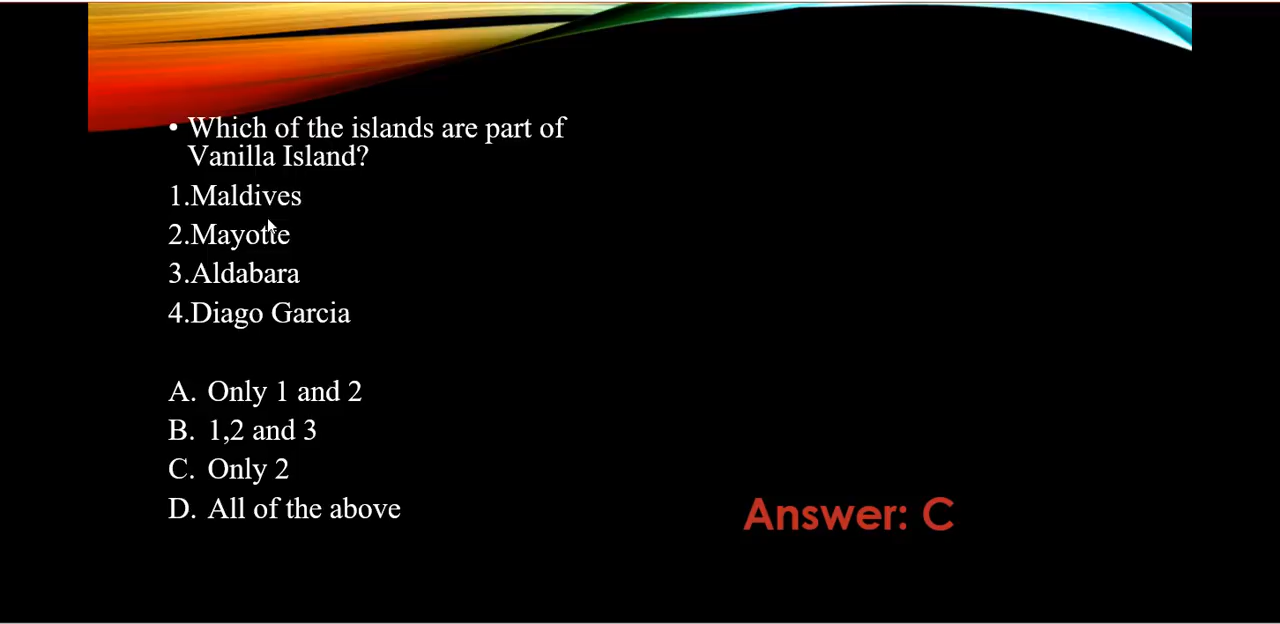 • Which of the islands are part of
Vanilla Island?
1.Maldives
2.Mayotte
3.Aldabara
4.Diago Garcia
A. Only 1 and 2
B. 1,2 and 3
C. Only 2
D. All of the above
Answer: C